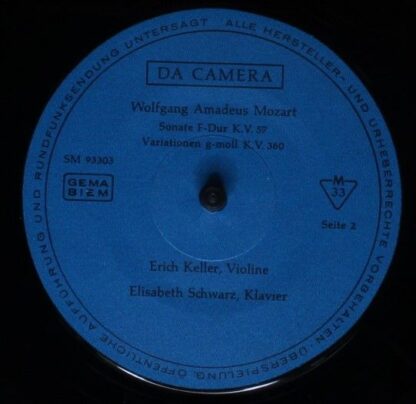 ALLE HERSTELLER- UND URHEBERRECHTE VORBEHALTEN. ÜBERSPIELUNG, ÖFFENTLICHE AUFFÜHRUNG UND RUNDFUNKSENDUNG UNTERSAGT
DA CAMERA
Wolfgang Amadeus Mozart
Sonate F-Dur K.V. 57
Variationen g-moll K.V. 360
SM 93303
GEMA
BIEM
M
33
Seite 2
Erich Keller, Violine
Elisabeth Schwarz, Klavier